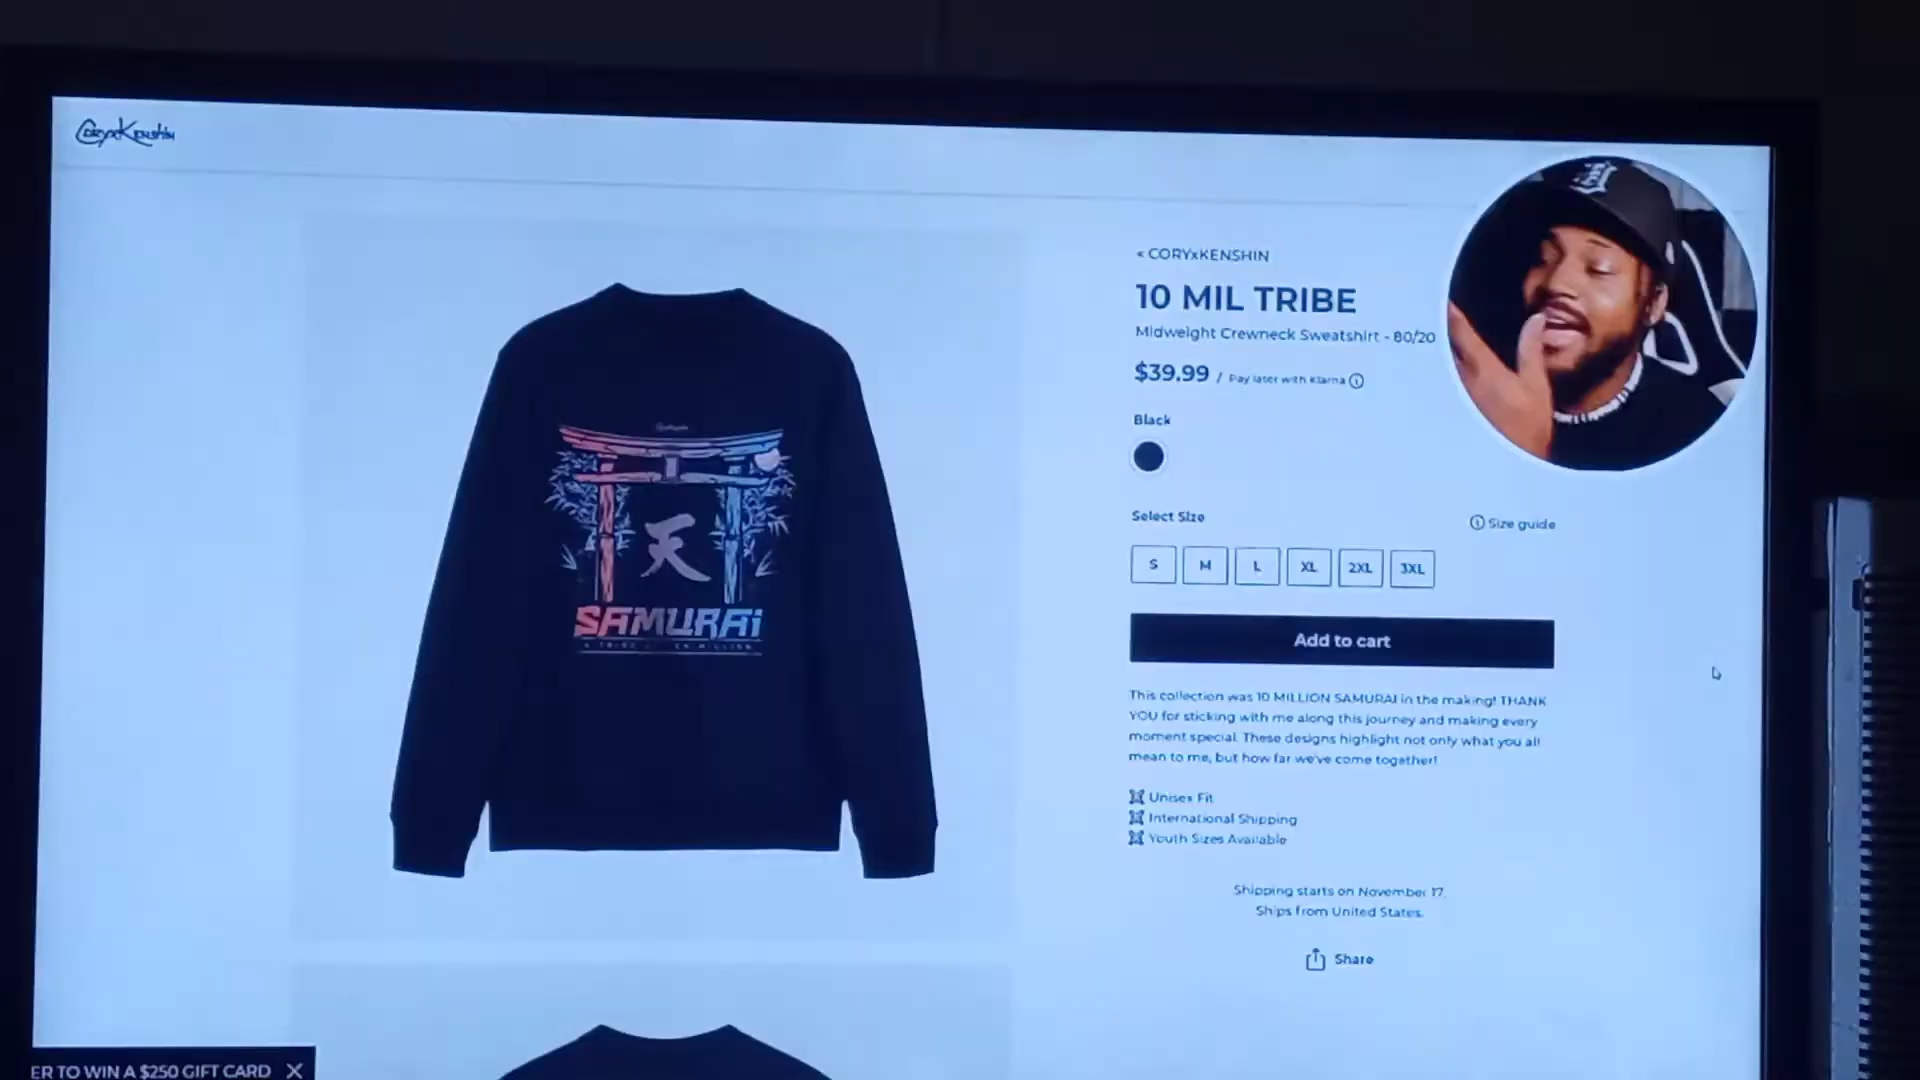 CoryxKenshin
< CORYxKENSHIN
10 MIL TRIBE
Midweight Crewneck Sweatshirt - 80/20
$39.99 / Pay later with Klarna
Black
Select Size
Size guide
S M L XL 2XL 3XL
Add to cart
This collection was 10 MILLION SAMURAI in the making! THANK
YOU for sticking with me along this journey and making every
moment special. These designs highlight not only what you all
mean to me, but how far we've come together!
Unisex Fit
International Shipping
Youth Sizes Available
Shipping starts on November 17.
Ships from United States.
Share
天
SAMURAi
ER TO WIN A $250 GIFT CARD